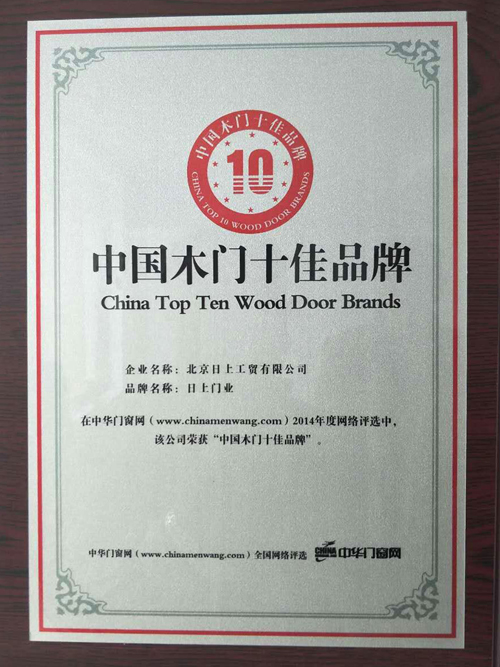 中国木门十佳品牌
10
CHINA TOP 10 WOOD DOOR BRANDS
中国木门十佳品牌
China Top Ten Wood Door Brands
企业名称：北京日上工贸有限公司
品牌名称：日上门业
在中华门窗网（www.chinamenwang.com）2014年度网络评选中，
该公司荣获“中国木门十佳品牌”。
中华门窗网（www.chinamenwang.com）全国网络评选
中华门窗网